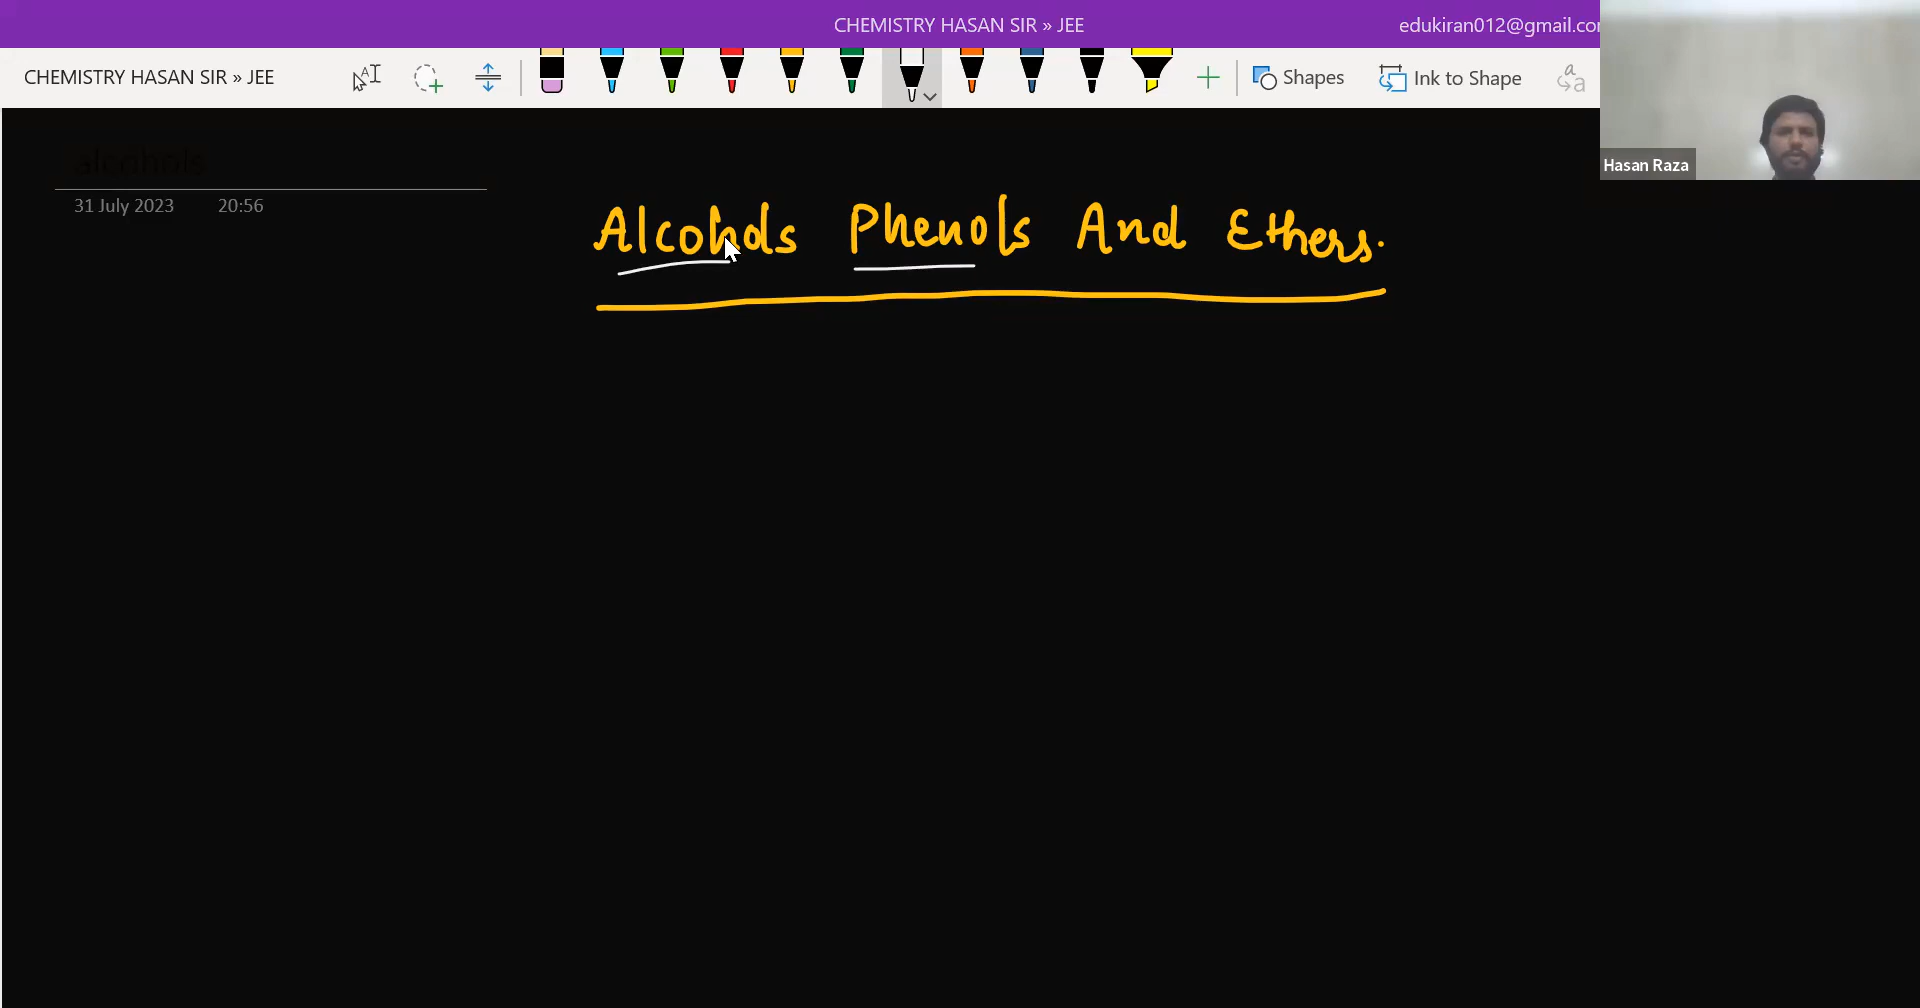 CHEMISTRY HASAN SIR » JEE
edukiran012@gmail.co
CHEMISTRY HASAN SIR » JEE
Shapes
Ink to Shape
Hasan Raza
alcohols
31 July 2023 20:56
Alcohols Phenols And Ethers.